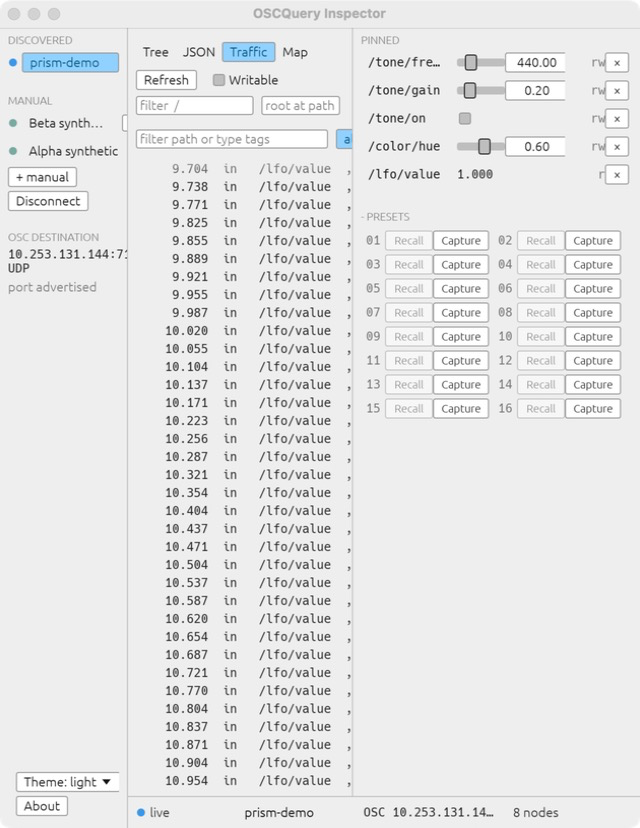 OSCQuery Inspector
DISCOVERED
prism-demo
MANUAL
Beta synth...
Alpha synthetic
+ manual
Disconnect
OSC DESTINATION
10.253.131.144:71
UDP
port advertised
Theme: light
About
Tree JSON Traffic Map
Refresh Writable
filter / root at path
filter path or type tags
9.704 in /lfo/value ,
9.738 in /lfo/value ,
9.771 in /lfo/value ,
9.825 in /lfo/value ,
9.855 in /lfo/value ,
9.889 in /lfo/value ,
9.921 in /lfo/value ,
9.955 in /lfo/value ,
9.987 in /lfo/value ,
10.020 in /lfo/value ,
10.055 in /lfo/value ,
10.104 in /lfo/value ,
10.137 in /lfo/value ,
10.171 in /lfo/value ,
10.223 in /lfo/value ,
10.256 in /lfo/value ,
10.287 in /lfo/value ,
10.321 in /lfo/value ,
10.354 in /lfo/value ,
10.404 in /lfo/value ,
10.437 in /lfo/value ,
10.471 in /lfo/value ,
10.504 in /lfo/value ,
10.537 in /lfo/value ,
10.587 in /lfo/value ,
10.620 in /lfo/value ,
10.654 in /lfo/value ,
10.687 in /lfo/value ,
10.721 in /lfo/value ,
10.770 in /lfo/value ,
10.804 in /lfo/value ,
10.837 in /lfo/value ,
10.871 in /lfo/value ,
10.904 in /lfo/value ,
10.954 in /lfo/value ,
PINNED
/tone/fre… 440.00 rw ×
/tone/gain 0.20 rw ×
/tone/on rw ×
/color/hue 0.60 rw ×
/lfo/value 1.000 r ×
- PRESETS
01 Recall Capture 02 Recall Capture
03 Recall Capture 04 Recall Capture
05 Recall Capture 06 Recall Capture
07 Recall Capture 08 Recall Capture
09 Recall Capture 10 Recall Capture
11 Recall Capture 12 Recall Capture
13 Recall Capture 14 Recall Capture
15 Recall Capture 16 Recall Capture
live prism-demo OSC 10.253.131.14… 8 nodes